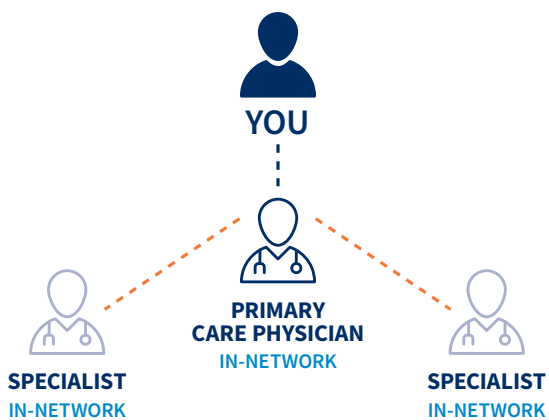 YOU
PRIMARY
CARE PHYSICIAN
IN-NETWORK
SPECIALIST
IN-NETWORK
SPECIALIST
IN-NETWORK